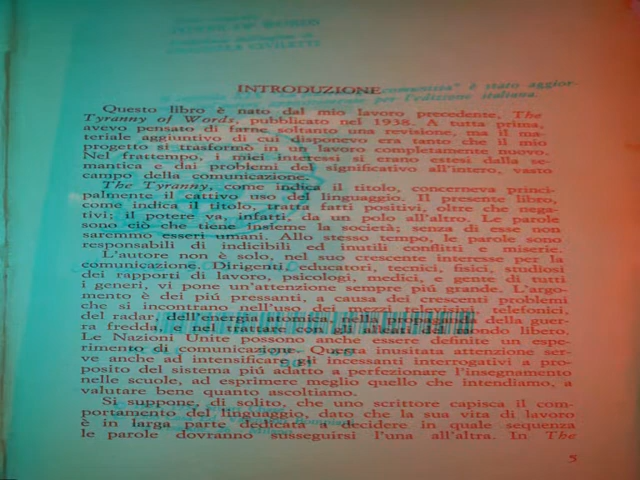 INTRODUZIONE
comunità" è stato aggior-
per l'edizione italiana.
Questo libro è nato dal mio lavoro precedente, The
Tyranny of Words, pubblicato nel 1938. A tutta prima,
avevo pensato di farne soltanto una revisione, ma il ma-
teriale aggiuntivo di cui disponevo era tanto che il mio
progetto si trasformò in un lavoro completamente nuovo.
Nel frattempo, i miei interessi si erano estesi dalla se-
mantica e dai problemi del significativo all'intero, vasto
campo della comunicazione.
The Tyranny, come indica il titolo, concerneva princi-
palmente il cattivo uso del linguaggio. Il presente libro,
come indica il titolo, tratta fatti positivi, oltre che nega-
tivi; il potere va, infatti, da un polo all'altro. Le parole
sono ciò che tiene insieme la società; senza di esse non
saremmo esseri umani. Allo stesso tempo, le parole sono
responsabili di indicibili ed inutili conflitti e miserie.
L'autore non è solo, nel suo crescente interesse per la
comunicazione. Dirigenti, educatori, tecnici, fisici, studiosi
dei rapporti di lavoro, psicologi, medici, e gente di tutti
i generi, vi pone un'attenzione sempre più grande. L'argo-
mento è dei più pressanti, a causa dei crescenti problemi
che si incontrano nell'uso dei mezzi televisivi, telefonici,
del radar, dell'energia atomica, nella propaganda della guer-
ra fredda, e nel trattare con gli alleati del mondo libero.
Le Nazioni Unite possono anche essere definite un espe-
rimento di comunicazione. Questa inusitata attenzione ser-
ve anche ad intensificare gli incessanti interrogativi a pro-
posito del sistema più adatto a perfezionare l'insegnamento
nelle scuole, ad esprimere meglio quello che intendiamo, a
valutare bene quanto ascoltiamo.
Si suppone, di solito, che uno scrittore capisca il com-
portamento del linguaggio, dato che la sua vita di lavoro
è in larga parte dedicata a decidere in quale sequenza
le parole dovranno susseguirsi l'una all'altra. In The
5